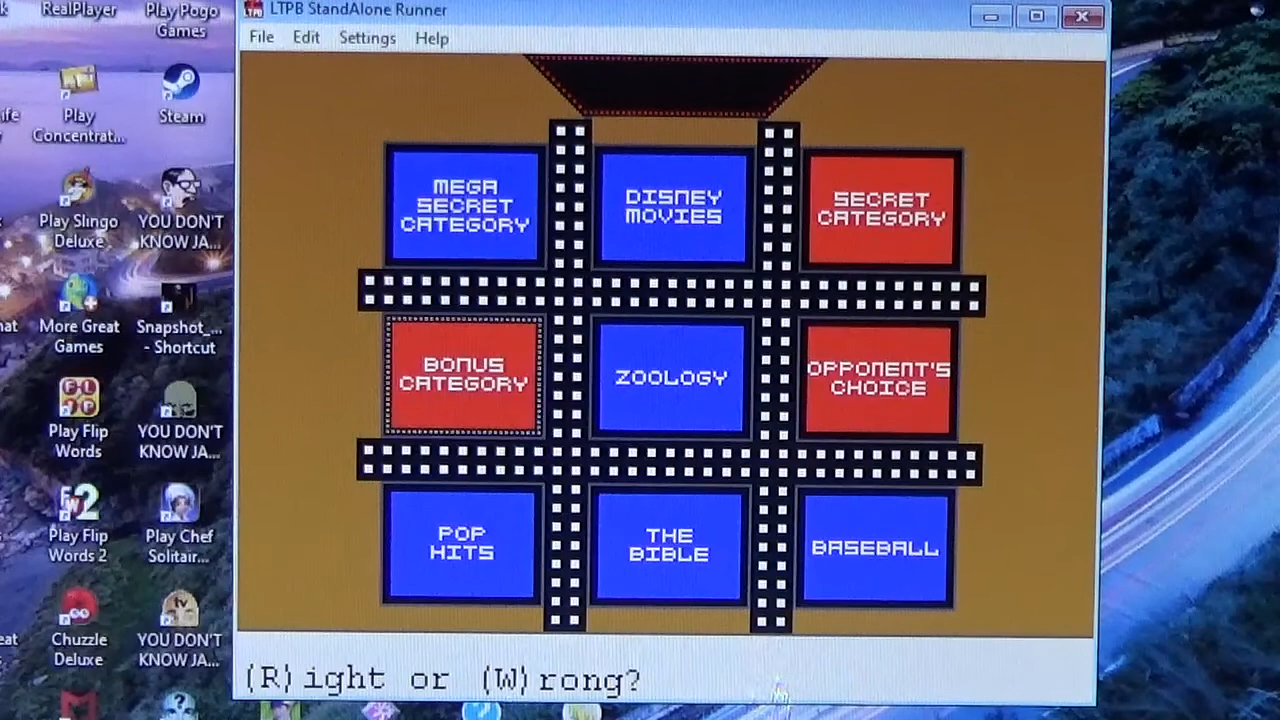 RealPlayer
Play Pogo
Games
LTPB StandAlone Runner
File Edit Settings Help
Play
Concentrat...
Steam
Play Slingo
Deluxe
YOU DON'T
KNOW JA...
More Great
Games
Snapshot_...
- Shortcut
Play Flip
Words
YOU DON'T
KNOW JA...
Play Flip
Words 2
Play Chef
Solitair...
Chuzzle
Deluxe
YOU DON'T
KNOW JA...
MEGA
SECRET
CATEGORY
DISNEY
MOVIES
SECRET
CATEGORY
BONUS
CATEGORY
ZOOLOGY
OPPONENT'S
CHOICE
POP
HITS
THE
BIBLE
BASEBALL
(R)ight or (W)rong?